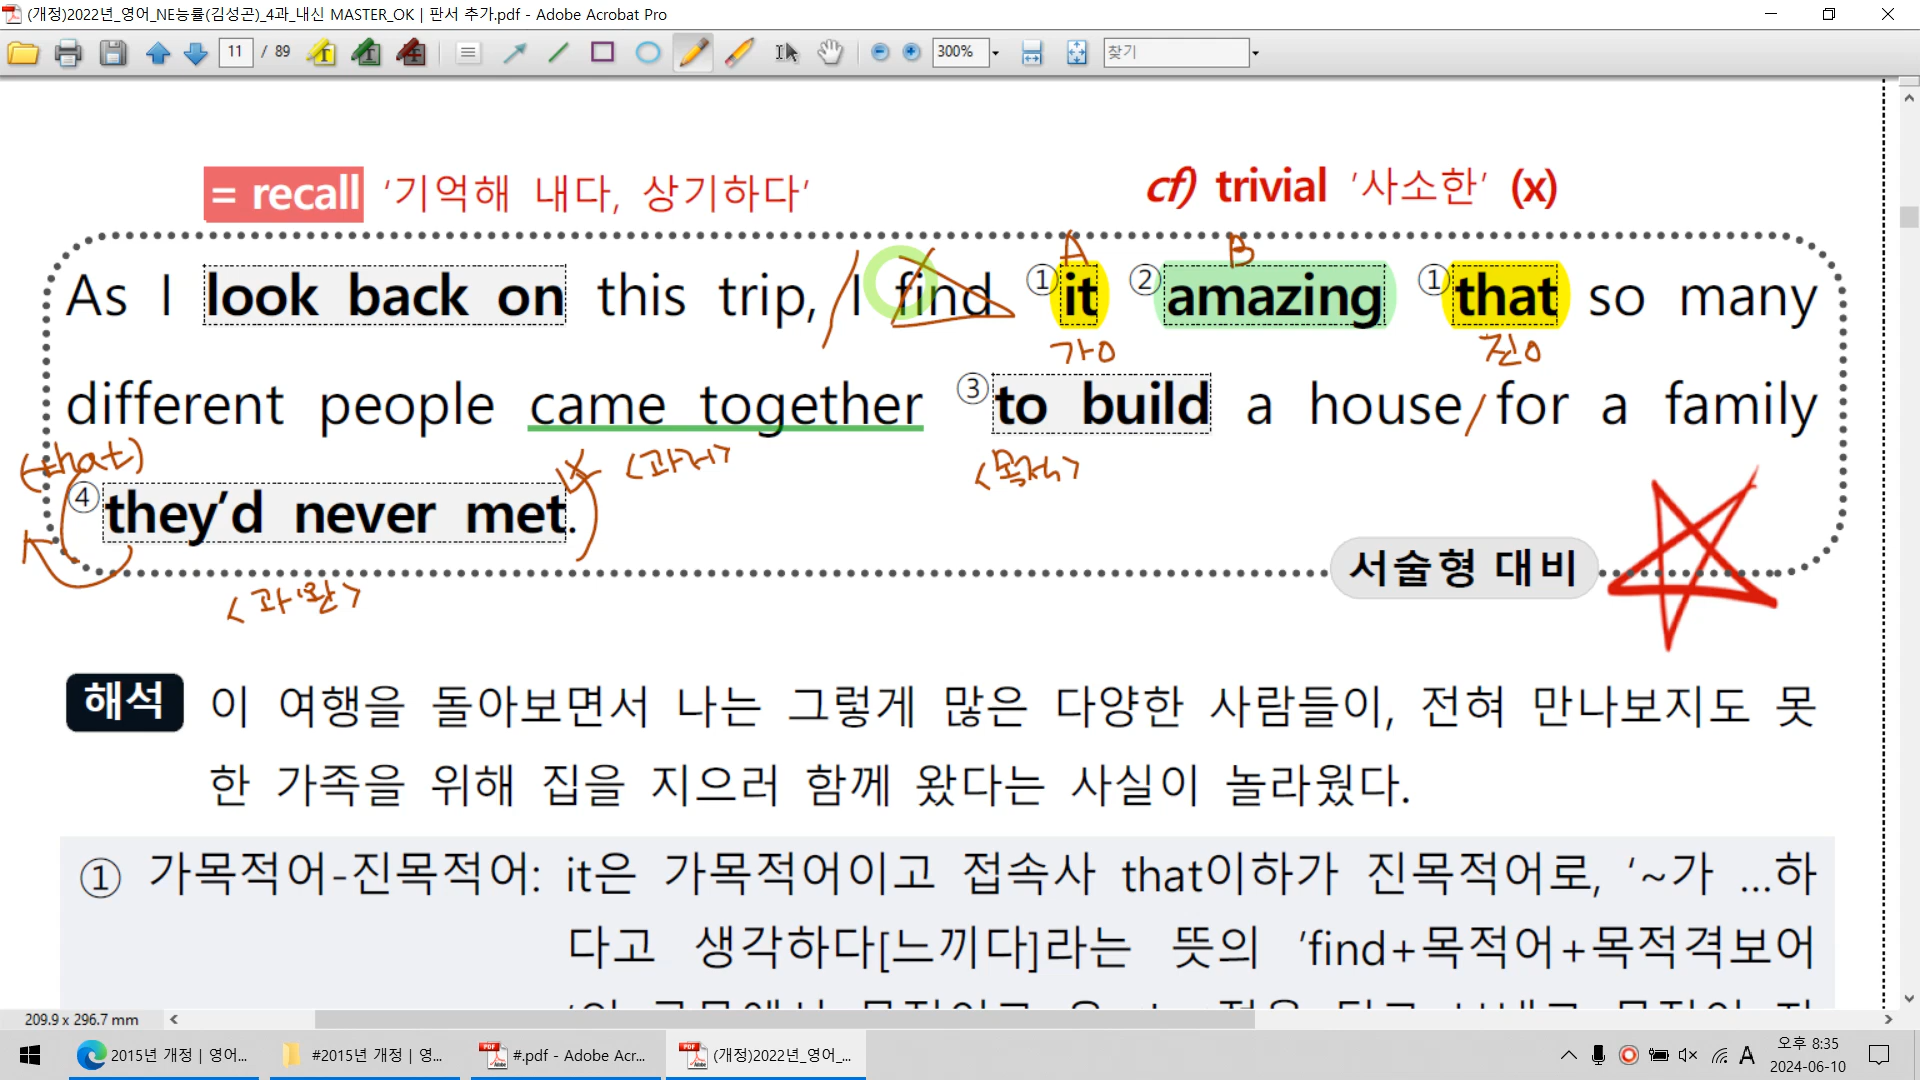 (개정)2022년_영어_NE능률(김성곤)_4과_내신 MASTER_OK | 판서 추가.pdf - Adobe Acrobat Pro
11 / 89 300% 찾기
= recall ‘기억해 내다, 상기하다’ cf) trivial ’사소한’ (x)
A B
As I look back on this trip, I find ①it ②amazing ①that so many
가o 진o
different people came together ③to build a house for a family
(that) <과거> <목적>
④they’d never met.
<과완>
서술형 대비
해석 이 여행을 돌아보면서 나는 그렇게 많은 다양한 사람들이, 전혀 만나보지도 못
한 가족을 위해 집을 지으러 함께 왔다는 사실이 놀라웠다.
① 가목적어-진목적어: it은 가목적어이고 접속사 that이하가 진목적어로, ‘~가 ...하
다고 생각하다[느끼다]라는 뜻의 ’find+목적어+목적격보어
209.9 x 296.7 mm
2015년 개정 | 영어... #2015년 개정 | 영... #.pdf - Adobe Acr... (개정)2022년_영어_... A 오후 8:35
2024-06-10